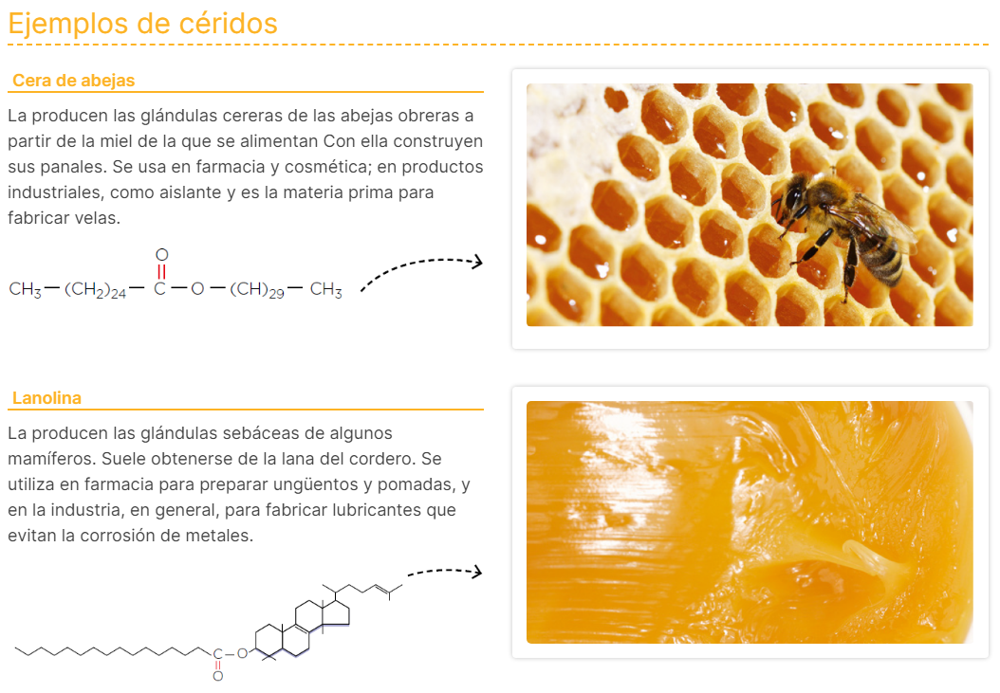 Ejemplos de céridos
Cera de abejas
La producen las glándulas cereras de las abejas obreras a
partir de la miel de la que se alimentan Con ella construyen
sus panales. Se usa en farmacia y cosmética; en productos
industriales, como aislante y es la materia prima para
fabricar velas.
O
CH3—(CH2)24—C—O—(CH)29—CH3
Lanolina
La producen las glándulas sebáceas de algunos
mamíferos. Suele obtenerse de la lana del cordero. Se
utiliza en farmacia para preparar ungüentos y pomadas, y
en la industria, en general, para fabricar lubricantes que
evitan la corrosión de metales.
C—O
O